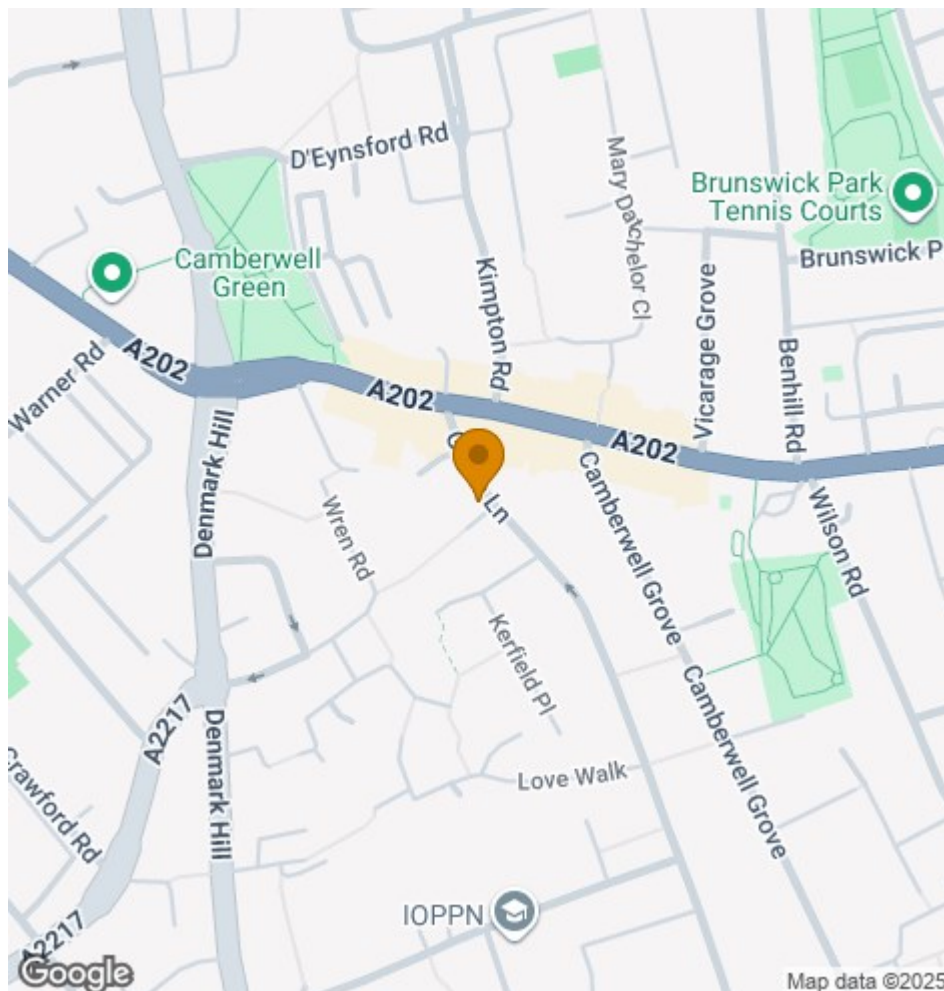 D'Eynsford Rd
Mary Datchelor Cl
Brunswick Park
Tennis Courts
Camberwell
Green
Brunswick P
Kimpton Rd
Vicarage Grove
Benhill Rd
A202
Warner Rd
A202
A202
Denmark Hill
Ln
Wren Rd
Camberwell Grove
Wilson Rd
Kerfield Pl
Camberwell Grove
A2217
Denmark Hill
Love Walk
Crawford Rd
IOPPN
A2217
Google
Map data ©2025